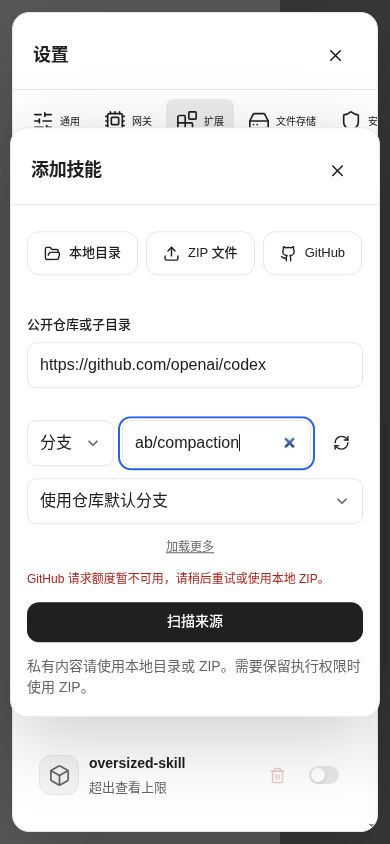 设置
通用
网关
扩展
文件存储
安
添加技能
本地目录
ZIP 文件
GitHub
公开仓库或子目录
https://github.com/openai/codex
分支
ab/compaction
使用仓库默认分支
加载更多
GitHub 请求额度暂不可用，请稍后重试或使用本地 ZIP。
扫描来源
私有内容请使用本地目录或 ZIP。需要保留执行权限时
使用 ZIP。
oversized-skill
超出查看上限